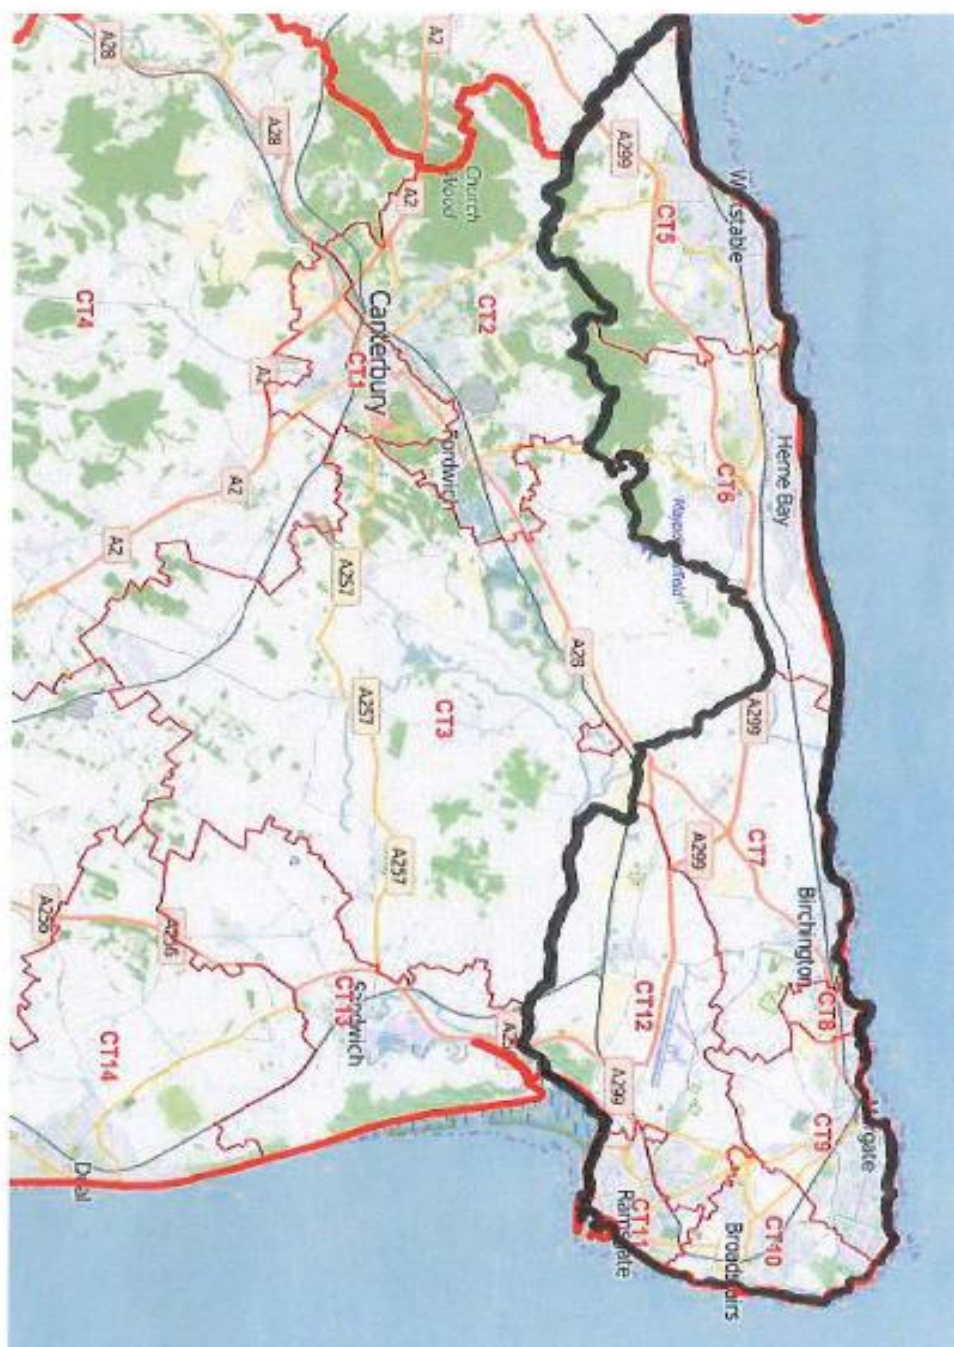 Margate
CT8
CT9
Birchington
Herne Bay
CT10
CT7
A299
Whitstable
Broadstairs
CT6
A299
CT5
CT12
CT11
A299
A299
Ramsgate
A28
CT2
Church
Wood
Fordwich
CT3
A2
A2
A257
Canterbury
A257
CT1
Sandwich
CT13
A257
A28
A2
A2
A256
A2
A28
CT14
CT4
Deal
A256